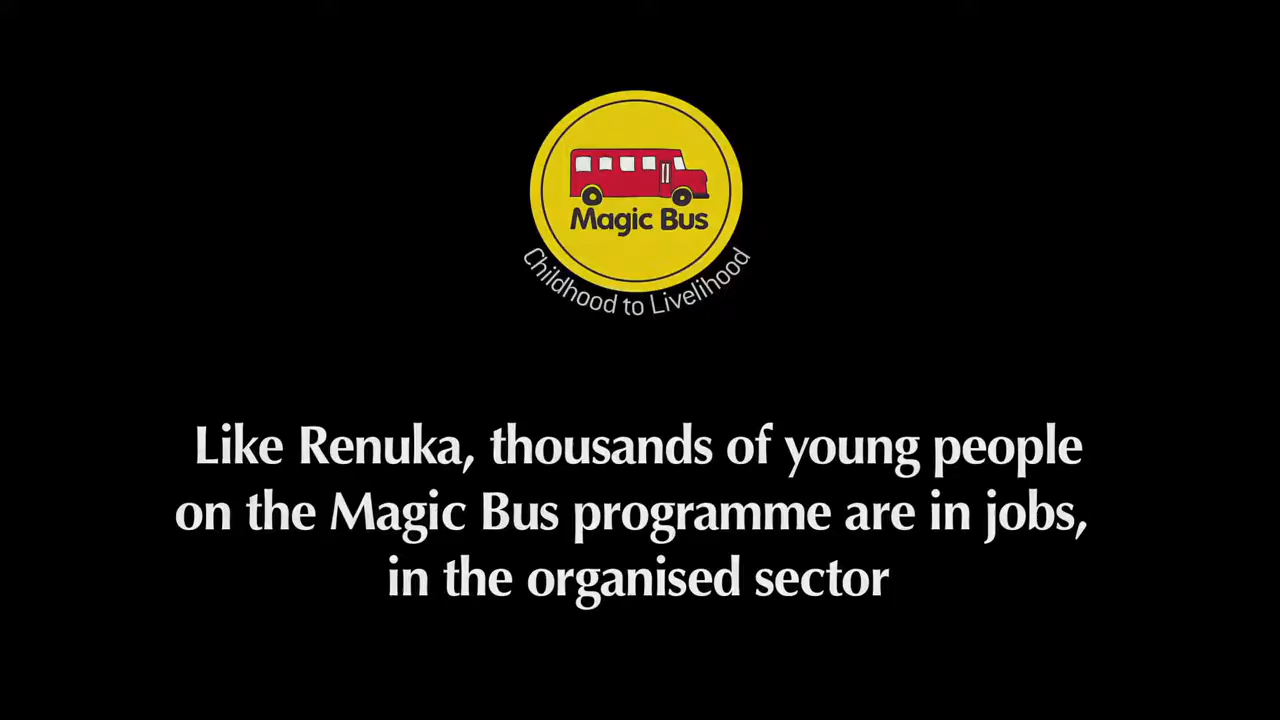 Magic Bus
Childhood to Livelihood
Like Renuka, thousands of young people
on the Magic Bus programme are in jobs,
in the organised sector